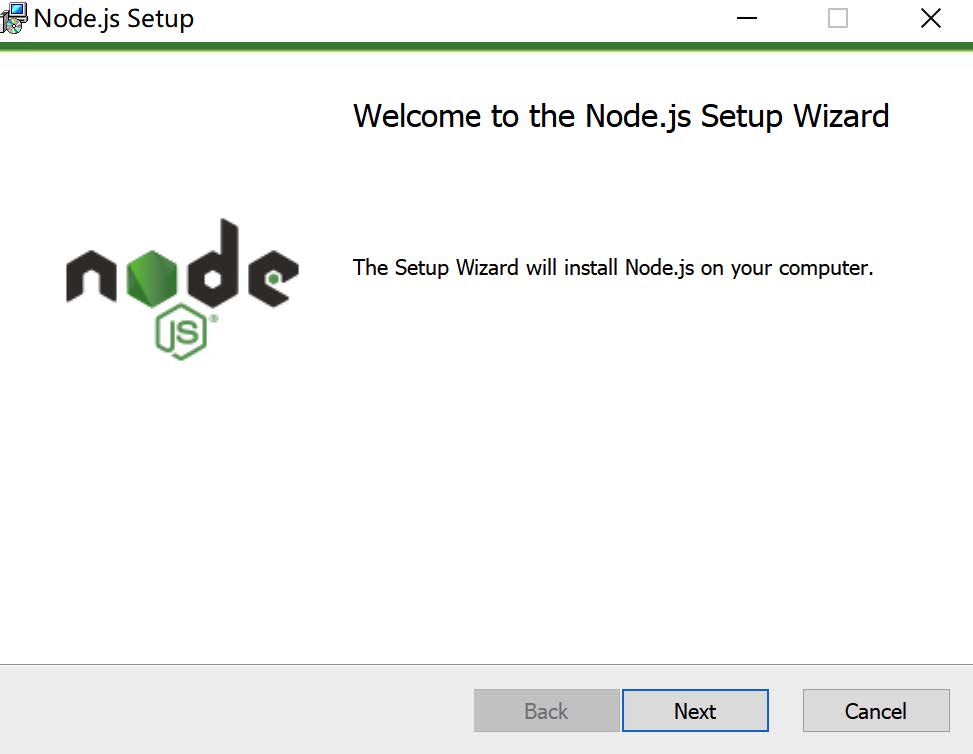 Node.js Setup
Welcome to the Node.js Setup Wizard
The Setup Wizard will install Node.js on your computer.
node
JS®
Back
Next
Cancel